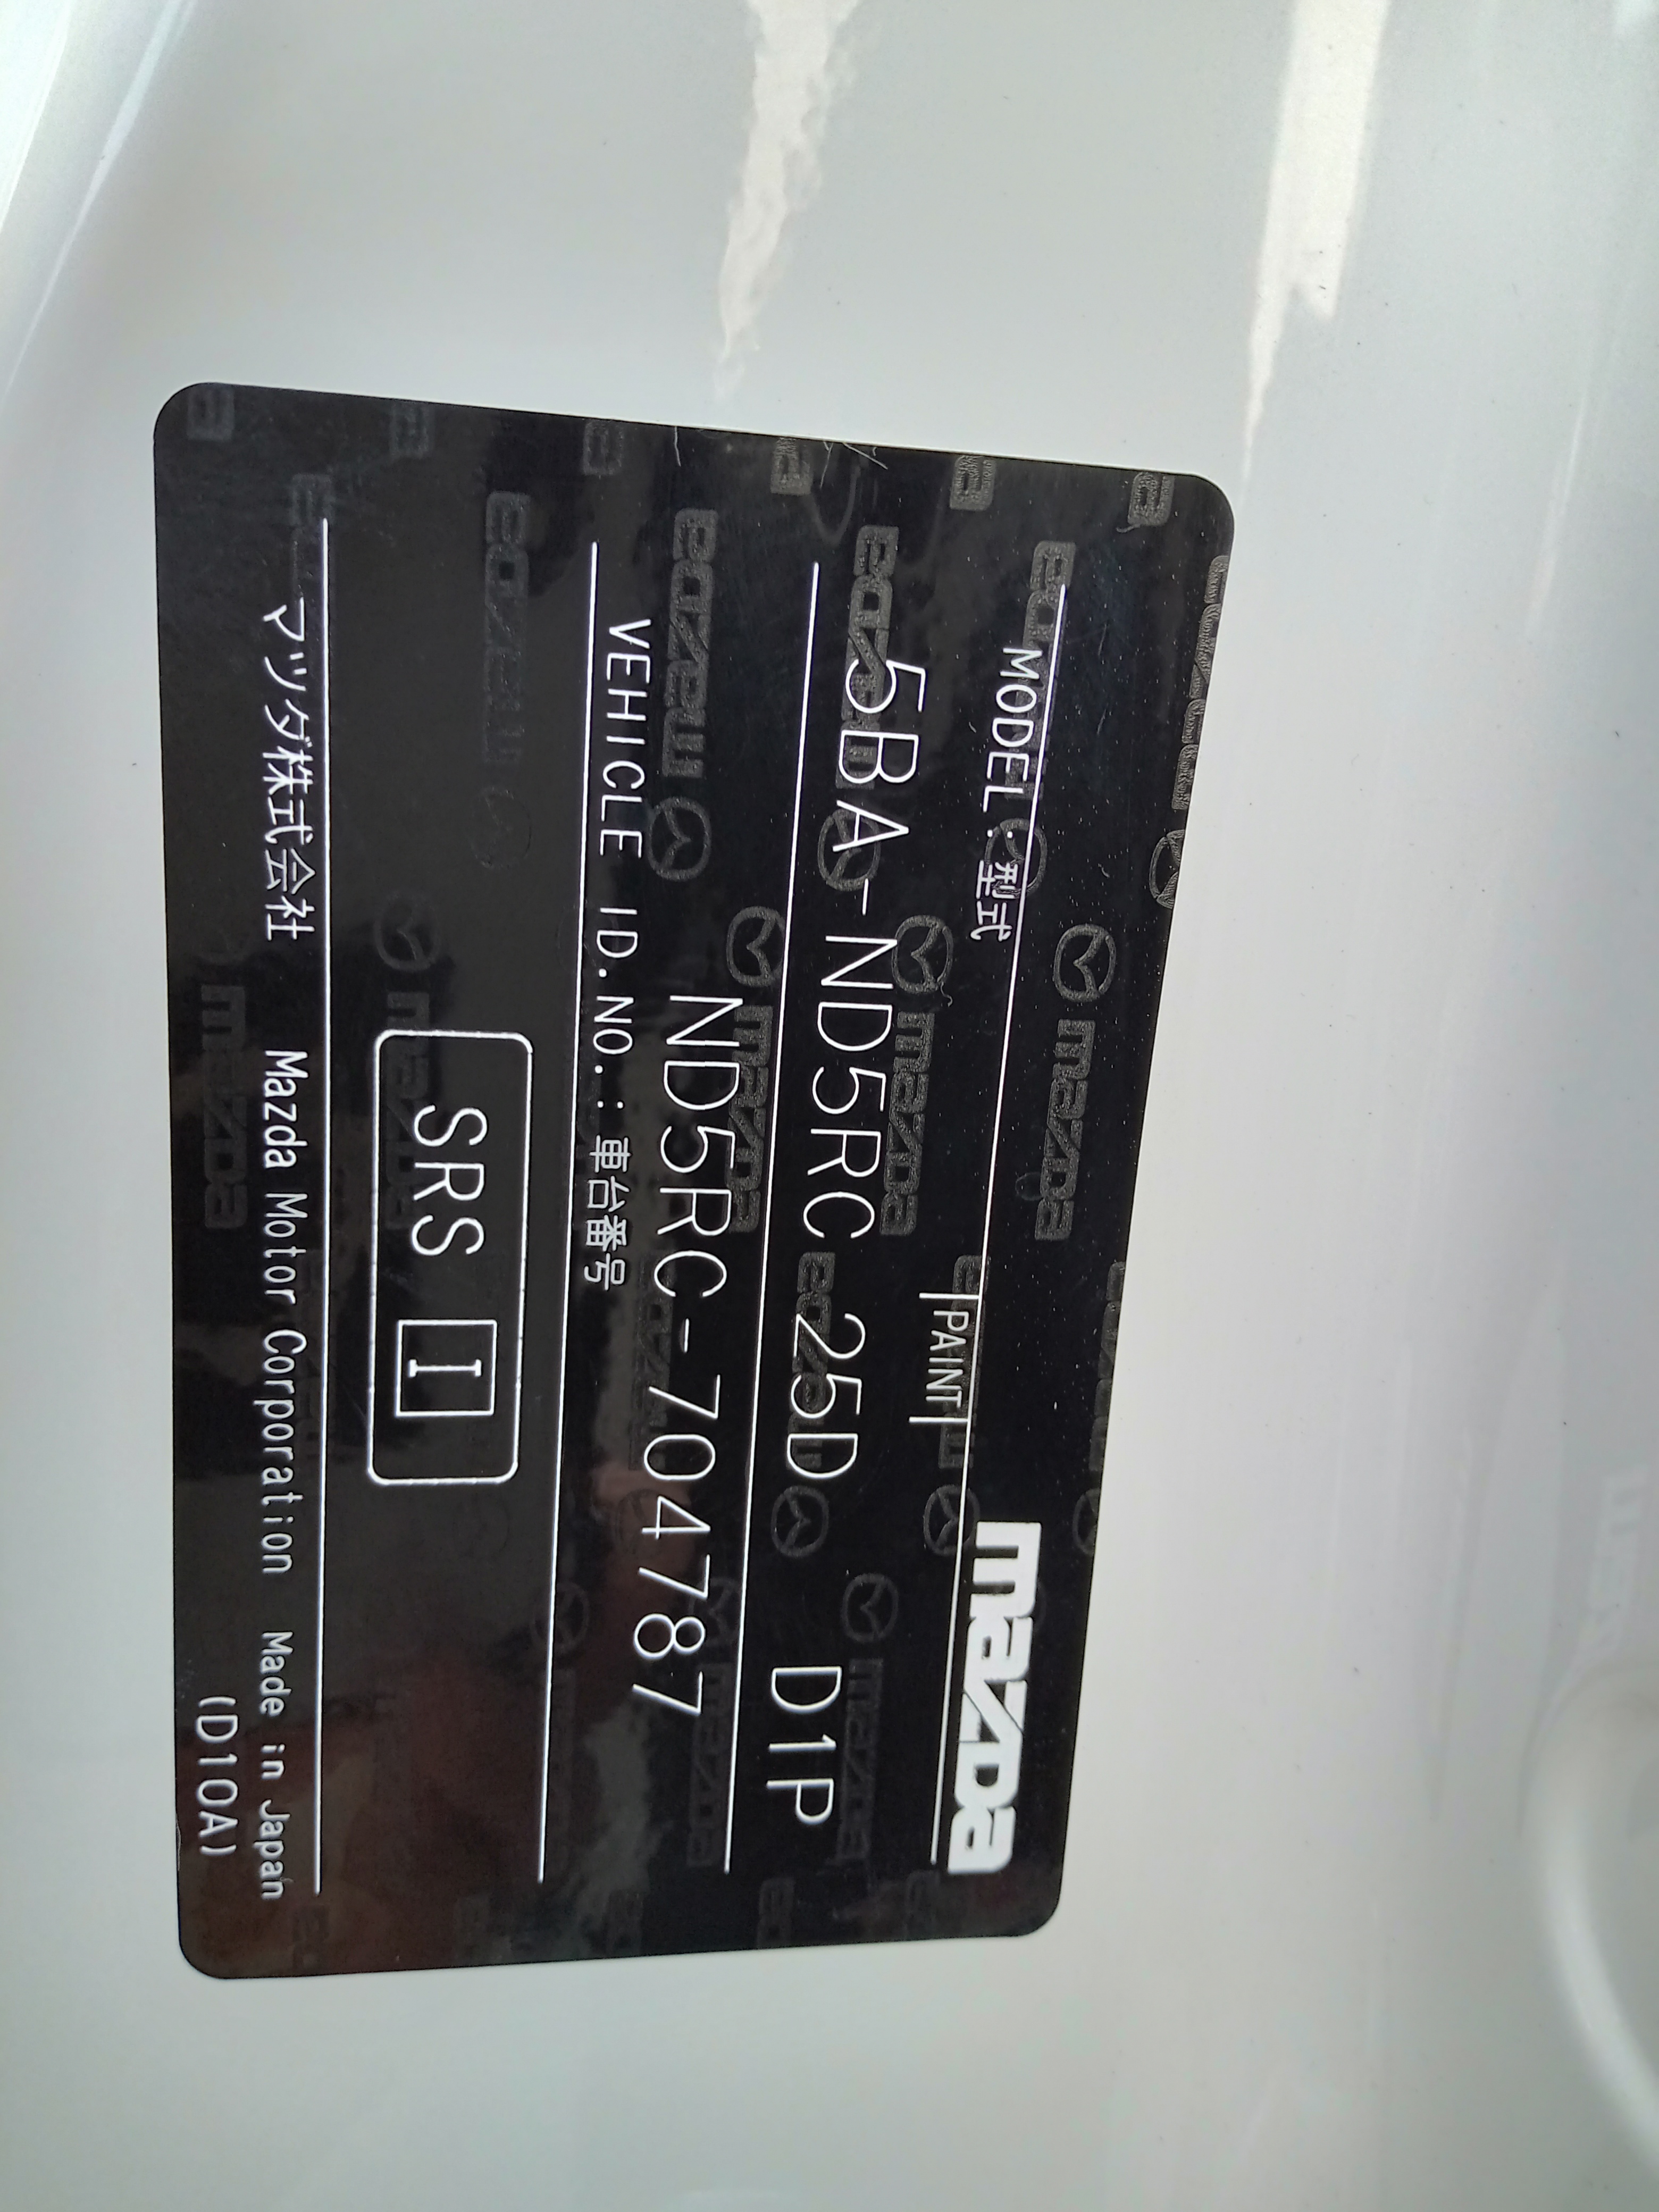 mazda
MODEL:型式 PAINT
5BA-ND5RC 25D D1P
ND5RC-704787
VEHICLE ID.NO.:車台番号
SRS I
マツダ株式会社 Mazda Motor Corporation Made in Japan
(D10A)